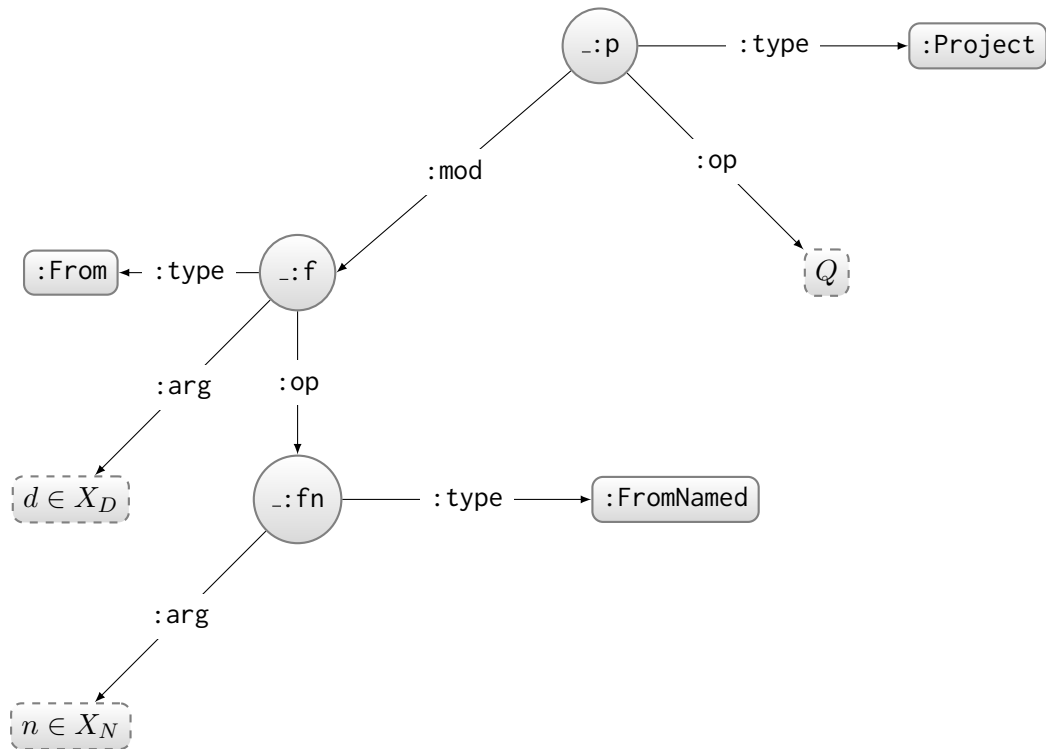 _:p :type :Project
:mod :op
:From :type _:f Q
:arg :op
d ∈ X_D _:fn :type :FromNamed
:arg
n ∈ X_N